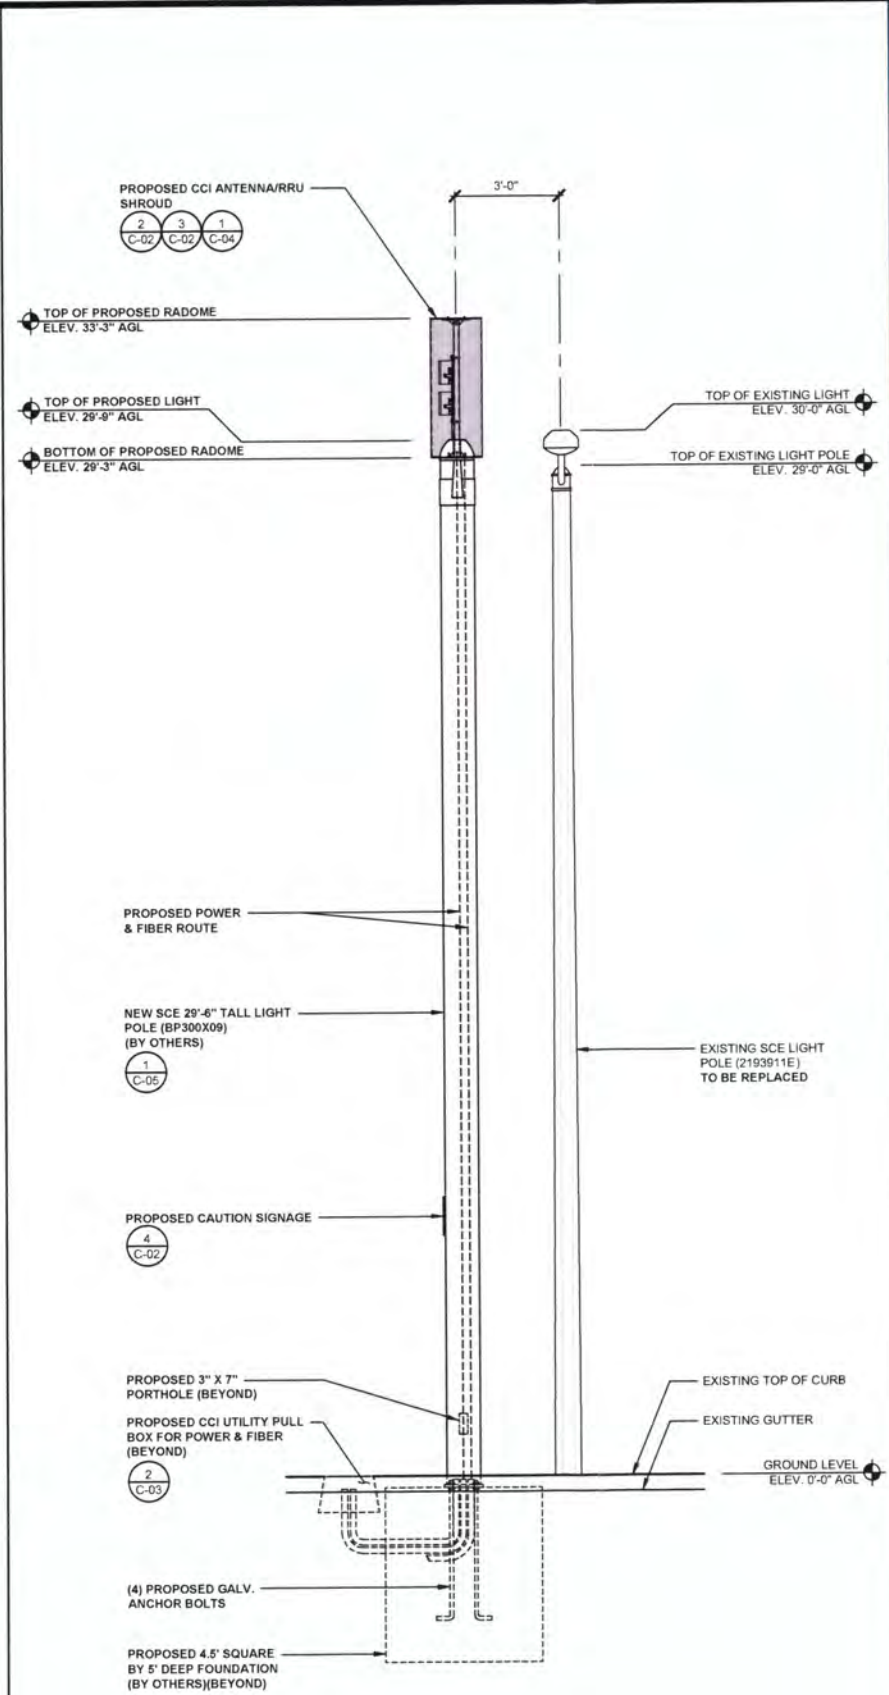 PROPOSED CCI ANTENNA/RRU
SHROUD
2
C-02
3
C-02
1
C-04
3'-0"
TOP OF PROPOSED RADOME
ELEV. 33'-3" AGL
TOP OF PROPOSED LIGHT
ELEV. 29'-9" AGL
BOTTOM OF PROPOSED RADOME
ELEV. 29'-3" AGL
TOP OF EXISTING LIGHT
ELEV. 30'-0" AGL
TOP OF EXISTING LIGHT POLE
ELEV. 29'-0" AGL
PROPOSED POWER
& FIBER ROUTE
NEW SCE 29'-6" TALL LIGHT
POLE (BP300X09)
(BY OTHERS)
1
C-05
EXISTING SCE LIGHT
POLE (2193911E)
TO BE REPLACED
PROPOSED CAUTION SIGNAGE
4
C-02
PROPOSED 3" X 7"
PORTHOLE (BEYOND)
PROPOSED CCI UTILITY PULL
BOX FOR POWER & FIBER
(BEYOND)
2
C-03
EXISTING TOP OF CURB
EXISTING GUTTER
GROUND LEVEL
ELEV. 0'-0" AGL
(4) PROPOSED GALV.
ANCHOR BOLTS
PROPOSED 4.5' SQUARE
BY 5' DEEP FOUNDATION
(BY OTHERS)(BEYOND)